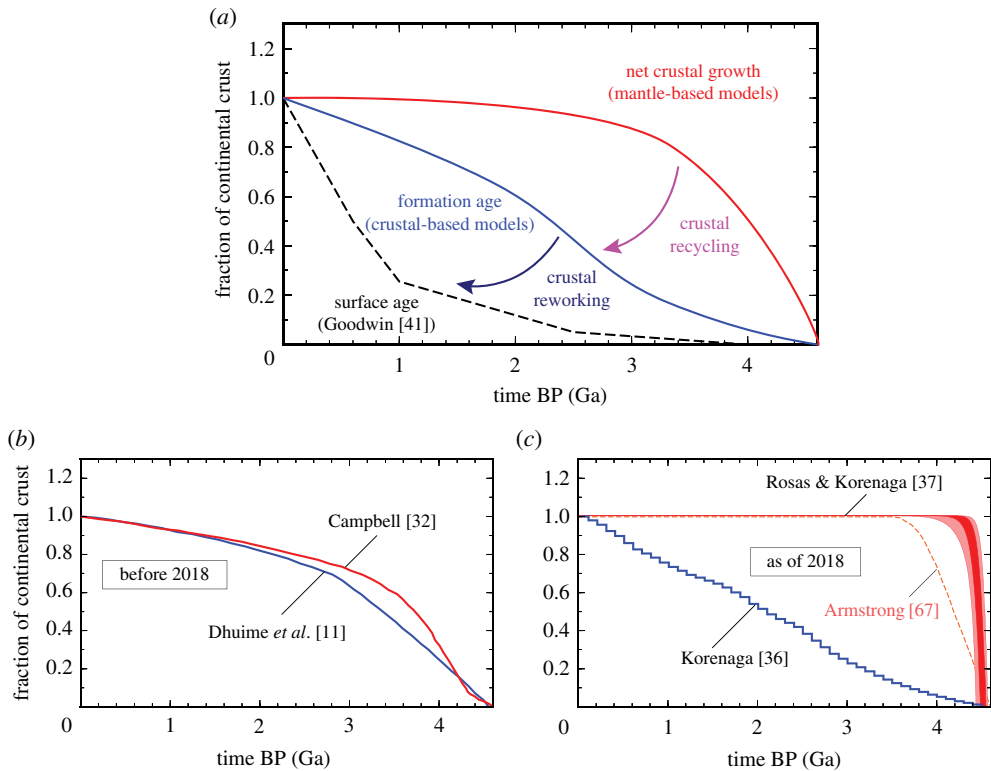 (a)
1.2
1.0
0.8
0.6
0.4
0.2
0
fraction of continental crust
net crustal growth
(mantle-based models)
formation age
(crustal-based models)
crustal
recycling
crustal
reworking
surface age
(Goodwin [41])
1
2
3
4
time BP (Ga)
(b)
1.2
1.0
0.8
0.6
0.4
0.2
0
fraction of continental crust
Campbell [32]
before 2018
Dhuime et al. [11]
1
2
3
4
time BP (Ga)
(c)
1.2
1.0
0.8
0.6
0.4
0.2
0
Rosas & Korenaga [37]
as of 2018
Armstrong [67]
Korenaga [36]
1
2
3
4
time BP (Ga)